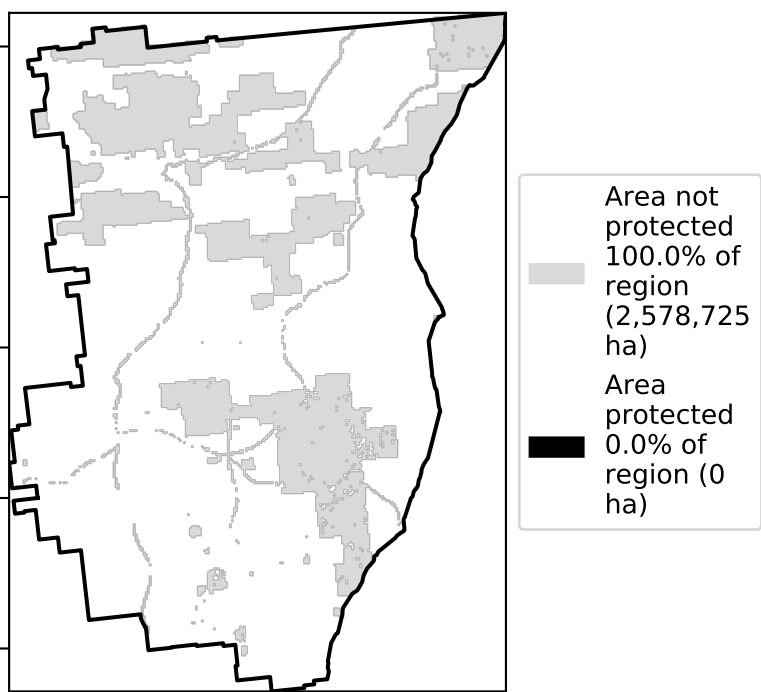 Area not
protected
100.0% of
region
(2,578,725
ha)
Area
protected
0.0% of
region (0
ha)